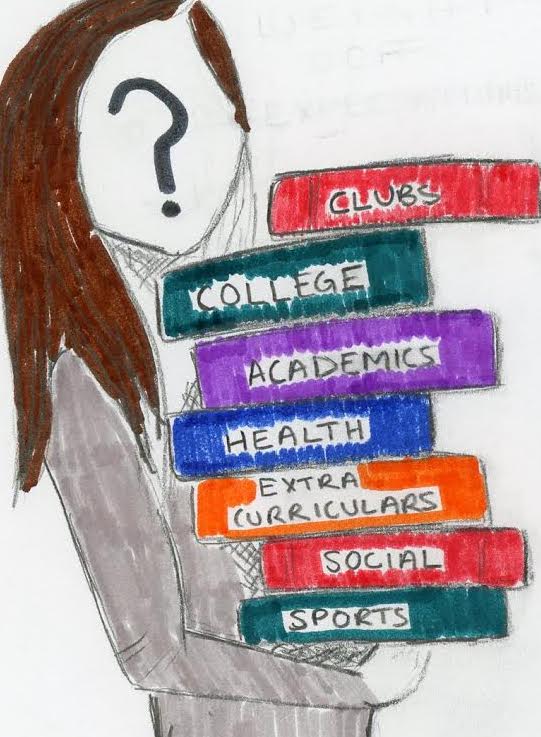 ?
CLUBS
COLLEGE
ACADEMICS
HEALTH
EXTRA
CURRICULARS
SOCIAL
SPORTS